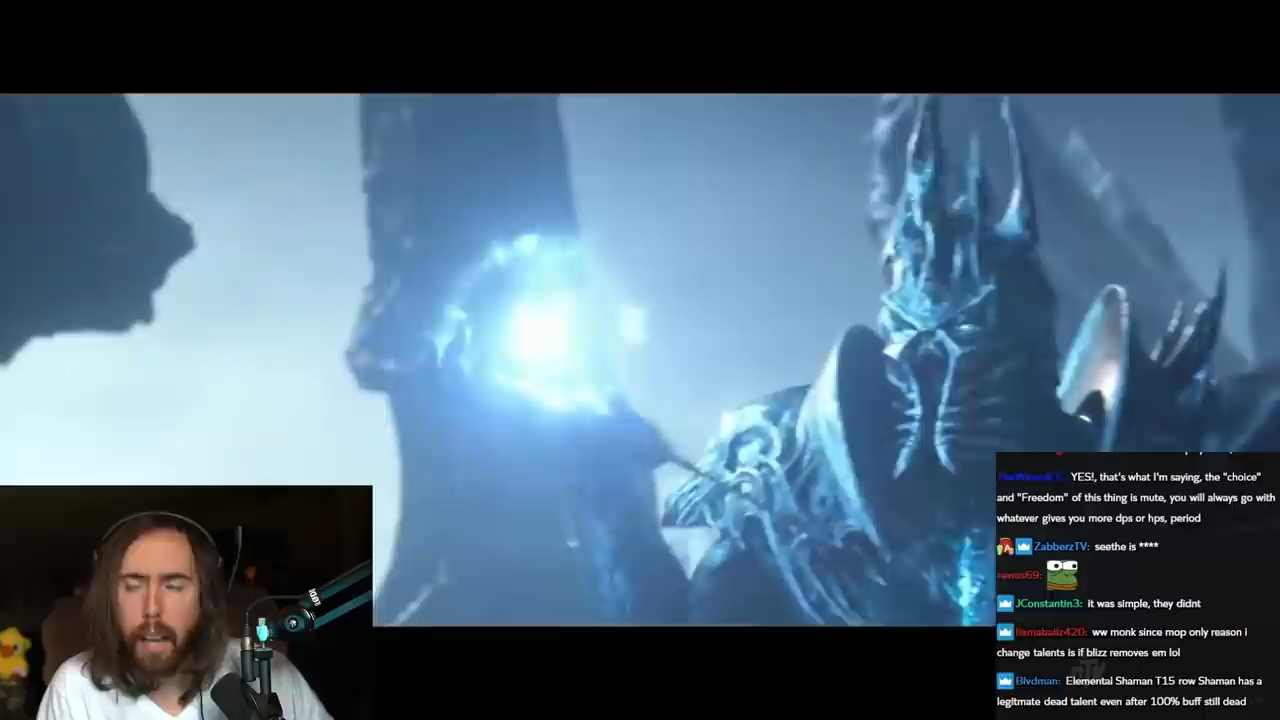 YES!, that's what I'm saying, the "choice"
and "Freedom" of this thing is mute, you will always go with
whatever gives you more dps or hps, period
ZabberzTV: seethe is ****
rawus69:
JConstantin3: it was simple, they didnt
llamaballz420: ww monk since mop only reason i
change talents is if blizz removes em lol
Blvdman: Elemental Shaman T15 row Shaman has a
legitmate dead talent even after 100% buff still dead